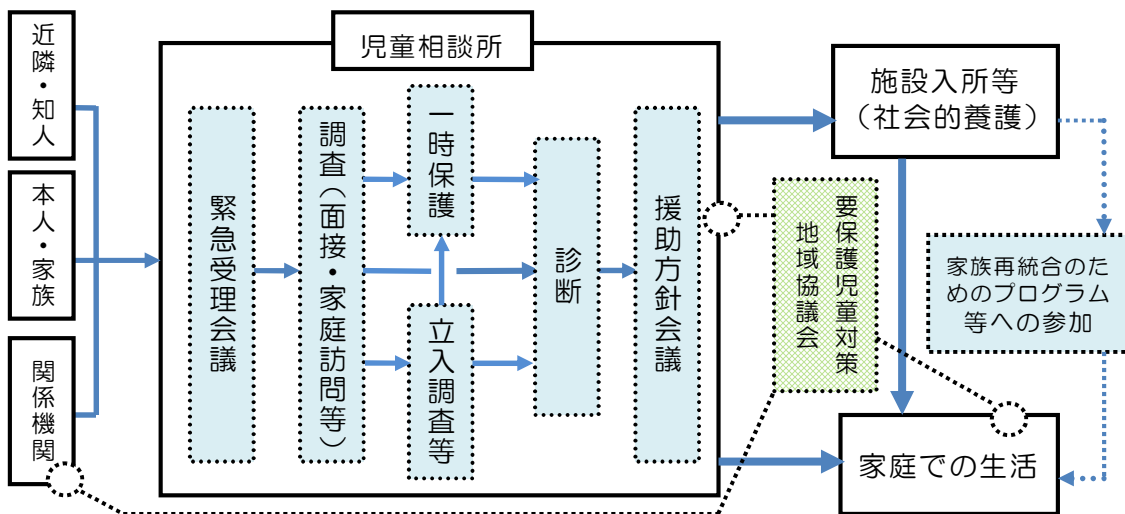 近隣・知人
本人・家族
関係機関
児童相談所
緊急受理会議
調査（面接・家庭訪問等）
一時保護
立入調査等
診断
援助方針会議
要保護児童対策
地域協議会
施設入所等
（社会的養護）
家族再統合のた
めのプログラム
等への参加
家庭での生活